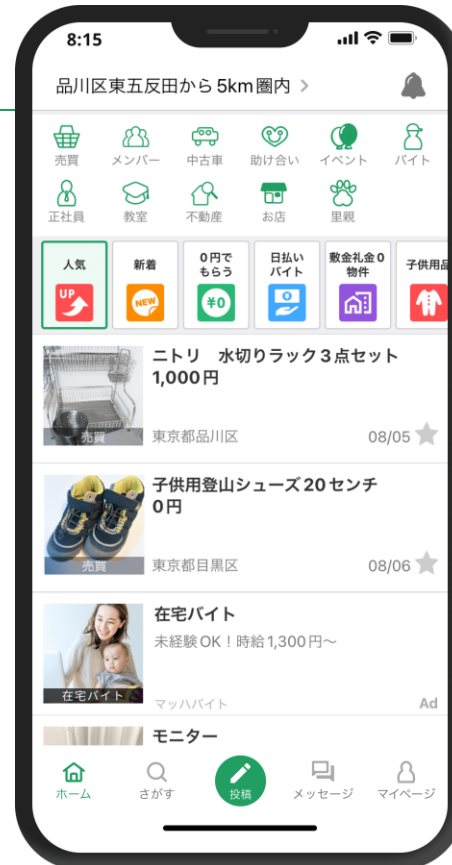 8:15
品川区東五反田から5km圏内
売買 メンバー 中古車 助け合い イベント バイト
正社員 教室 不動産 お店 里親
人気 新着 0円で 日払い 敷金礼金0 子供用品
もらう バイト 物件
UP NEW ¥0 0
ニトリ 水切りラック3点セット
1,000円
売買 東京都品川区 08/05
子供用登山シューズ20センチ
0円
売買 東京都目黒区 08/06
在宅バイト
未経験OK！時給1,300円～
在宅バイト マッハバイト Ad
モニター
ホーム さがす 投稿 メッセージ マイページ